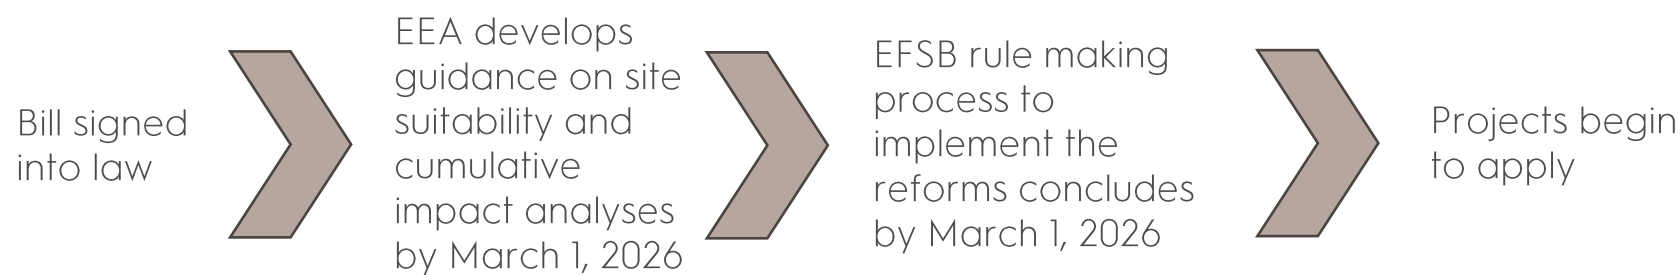 Bill signed
into law
EEA develops
guidance on site
suitability and
cumulative
impact analyses
by March 1, 2026
EFSB rule making
process to
implement the
reforms concludes
by March 1, 2026
Projects begin
to apply